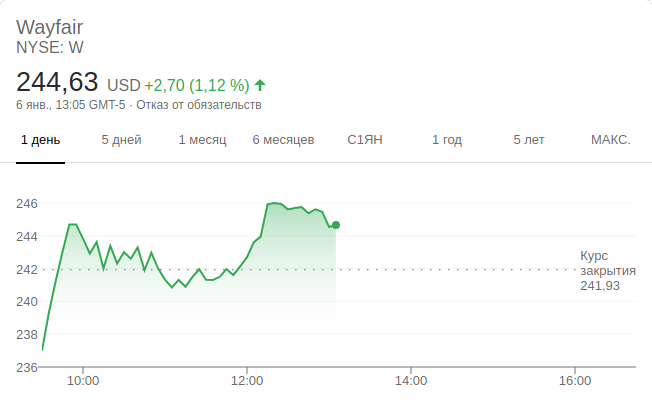 Wayfair
NYSE: W
244,63 USD +2,70 (1,12 %)
6 янв., 13:05 GMT-5 · Отказ от обязательств
1 день 5 дней 1 месяц 6 месяцев С1ЯН 1 год 5 лет МАКС.
246
244
242
240
238
236
Курс
закрытия
241,93
10:00 12:00 14:00 16:00